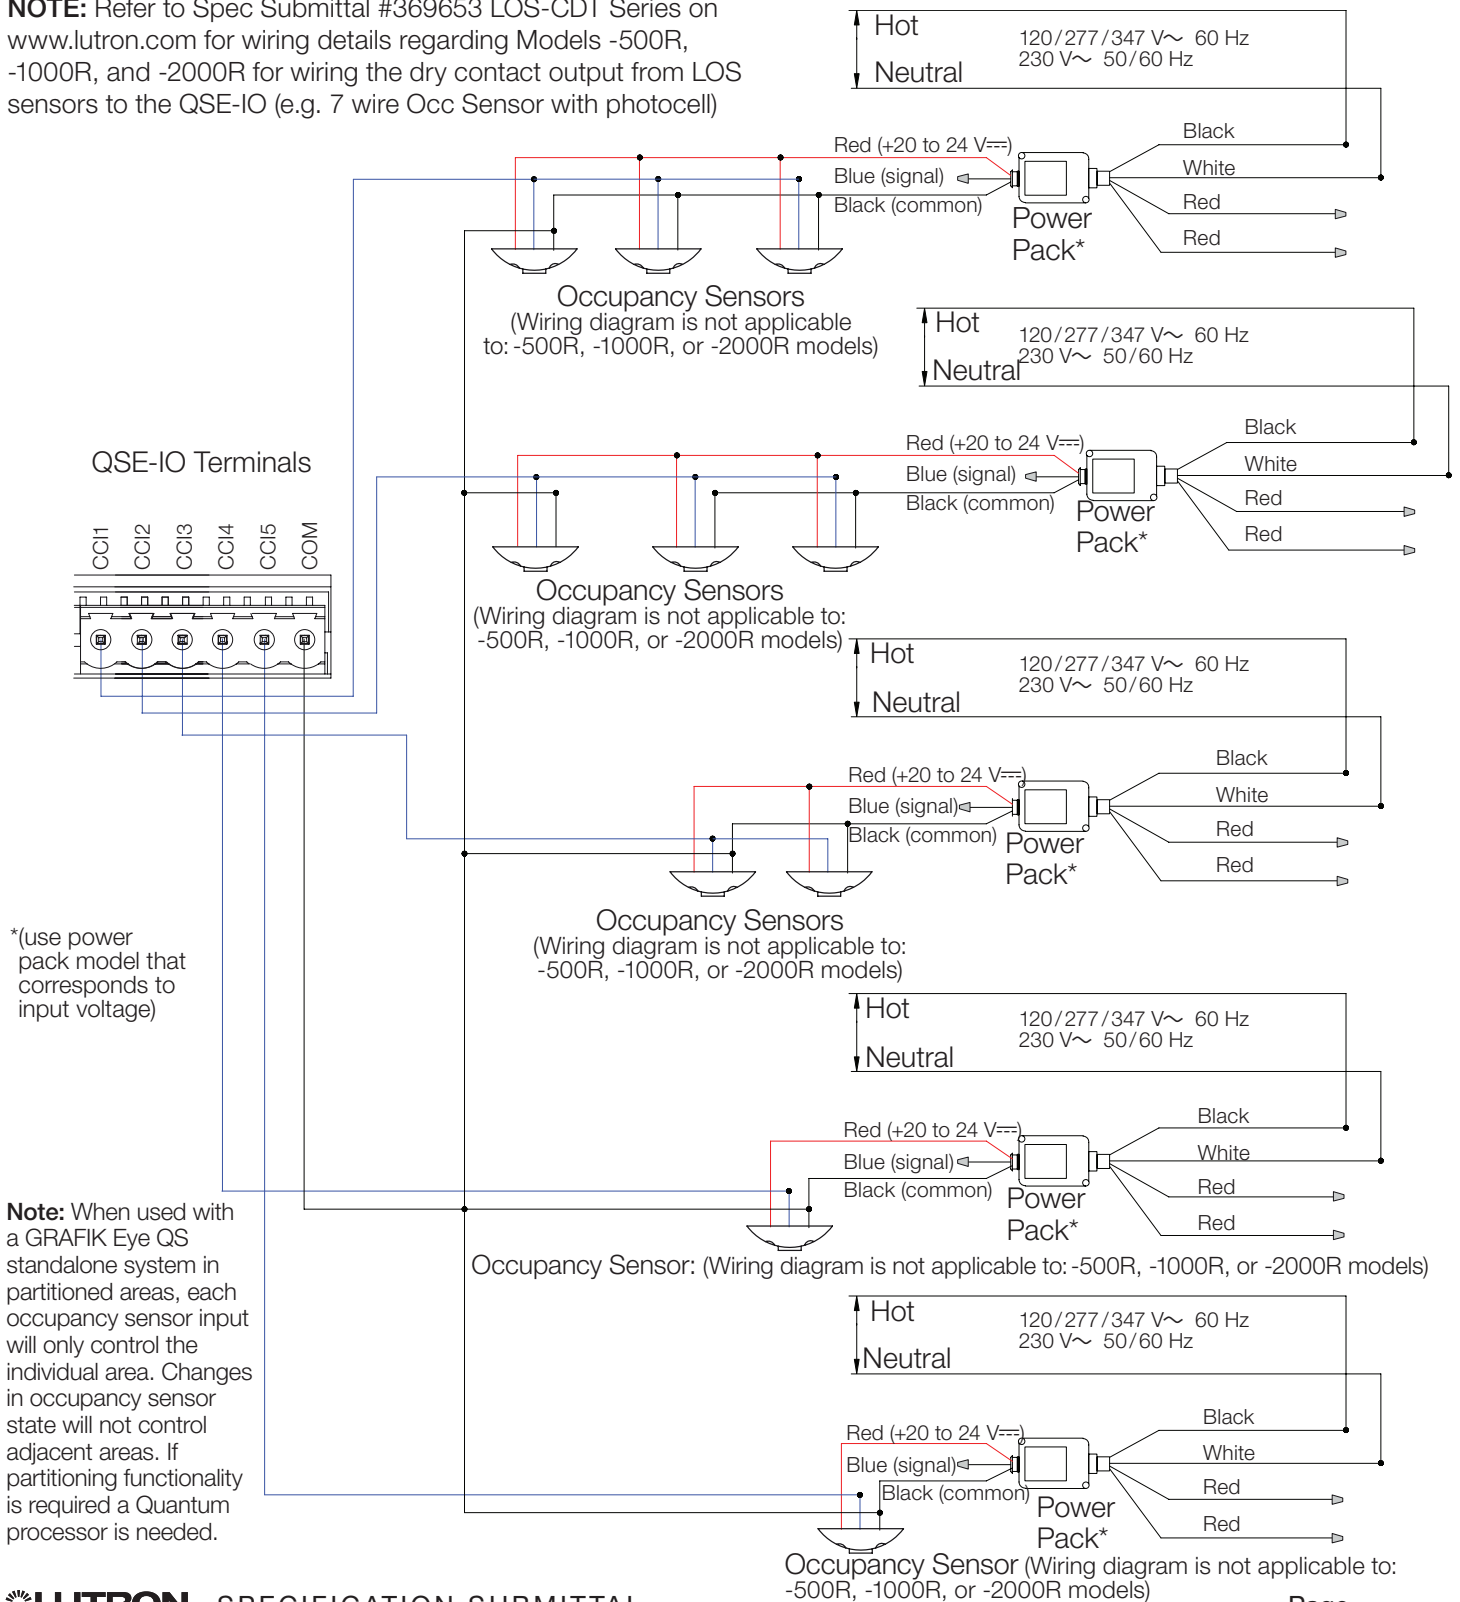 NOTE: Refer to Spec Submittal #369653 LOS-CDT Series on
www.lutron.com for wiring details regarding Models -500R,
-1000R, and -2000R for wiring the dry contact output from LOS
sensors to the QSE-IO (e.g. 7 wire Occ Sensor with photocell)
Hot
120/277/347 V~ 60 Hz
230 V~ 50/60 Hz
Neutral
Red (+20 to 24 V⎓)
Blue (signal)
Black (common)
Power
Pack*
Black
White
Red
Red
Occupancy Sensors
(Wiring diagram is not applicable
to: -500R, -1000R, or -2000R models)
Hot
120/277/347 V~ 60 Hz
230 V~ 50/60 Hz
Neutral
Red (+20 to 24 V⎓)
Blue (signal)
Black (common)
Power
Pack*
Black
White
Red
Red
QSE-IO Terminals
CCI1
CCI2
CCI3
CCI4
CCI5
COM
Occupancy Sensors
(Wiring diagram is not applicable to:
-500R, -1000R, or -2000R models)
Hot
120/277/347 V~ 60 Hz
230 V~ 50/60 Hz
Neutral
Red (+20 to 24 V⎓)
Blue (signal)
Black (common)
Power
Pack*
Black
White
Red
Red
Occupancy Sensors
(Wiring diagram is not applicable to:
-500R, -1000R, or -2000R models)
*(use power
pack model that
corresponds to
input voltage)
Hot
120/277/347 V~ 60 Hz
230 V~ 50/60 Hz
Neutral
Red (+20 to 24 V⎓)
Blue (signal)
Black (common)
Power
Pack*
Black
White
Red
Red
Occupancy Sensor: (Wiring diagram is not applicable to: -500R, -1000R, or -2000R models)
Note: When used with
a GRAFIK Eye QS
standalone system in
partitioned areas, each
occupancy sensor input
will only control the
individual area. Changes
in occupancy sensor
state will not control
adjacent areas. If
partitioning functionality
is required a Quantum
processor is needed.
Hot
120/277/347 V~ 60 Hz
230 V~ 50/60 Hz
Neutral
Red (+20 to 24 V⎓)
Blue (signal)
Black (common)
Power
Pack*
Black
White
Red
Red
Occupancy Sensor (Wiring diagram is not applicable to:
-500R, -1000R, or -2000R models)
LUTRON SPECIFICATION SUBMITTAL
Page